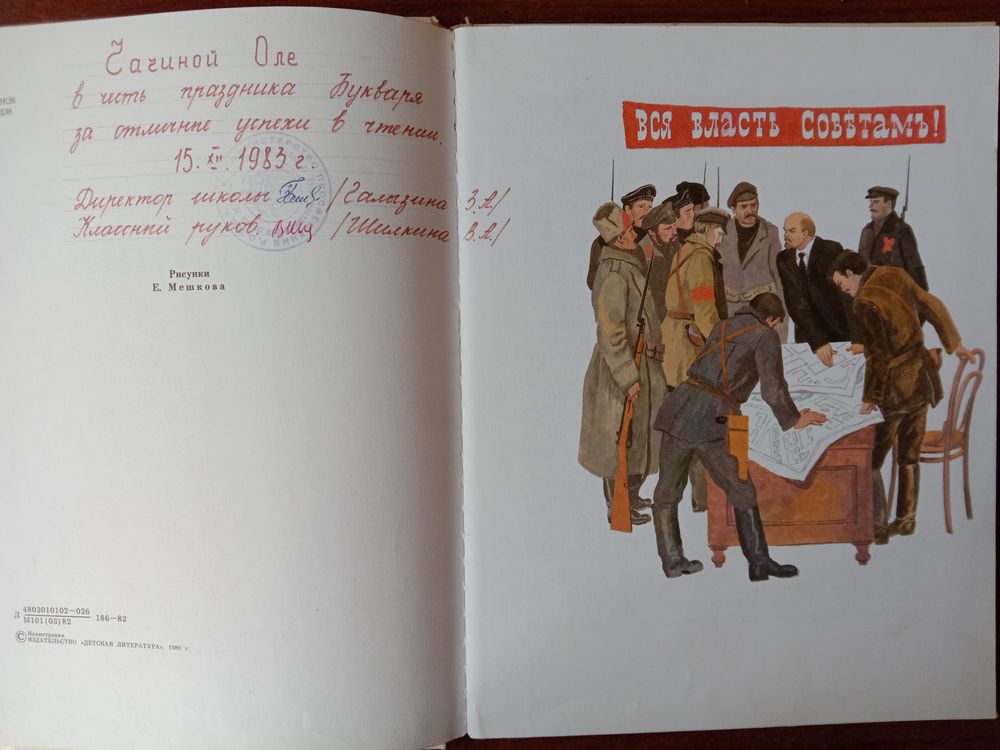 Гачиной Оле
в честь праздника Букваря
за отличные успехи в чтении.
15. XII. 1983 г.
Директор школы /Галызина З.А/
Классный руков. /Шилкина В.А./
Рисунки
Е. Мешкова
Д 4803010102—026 186—82
М101(03)82
© Иллюстрации.
ИЗДАТЕЛЬСТВО «ДЕТСКАЯ ЛИТЕРАТУРА», 1980 г.
ВСЯ ВЛАСТЬ СОВѢТАМЪ!